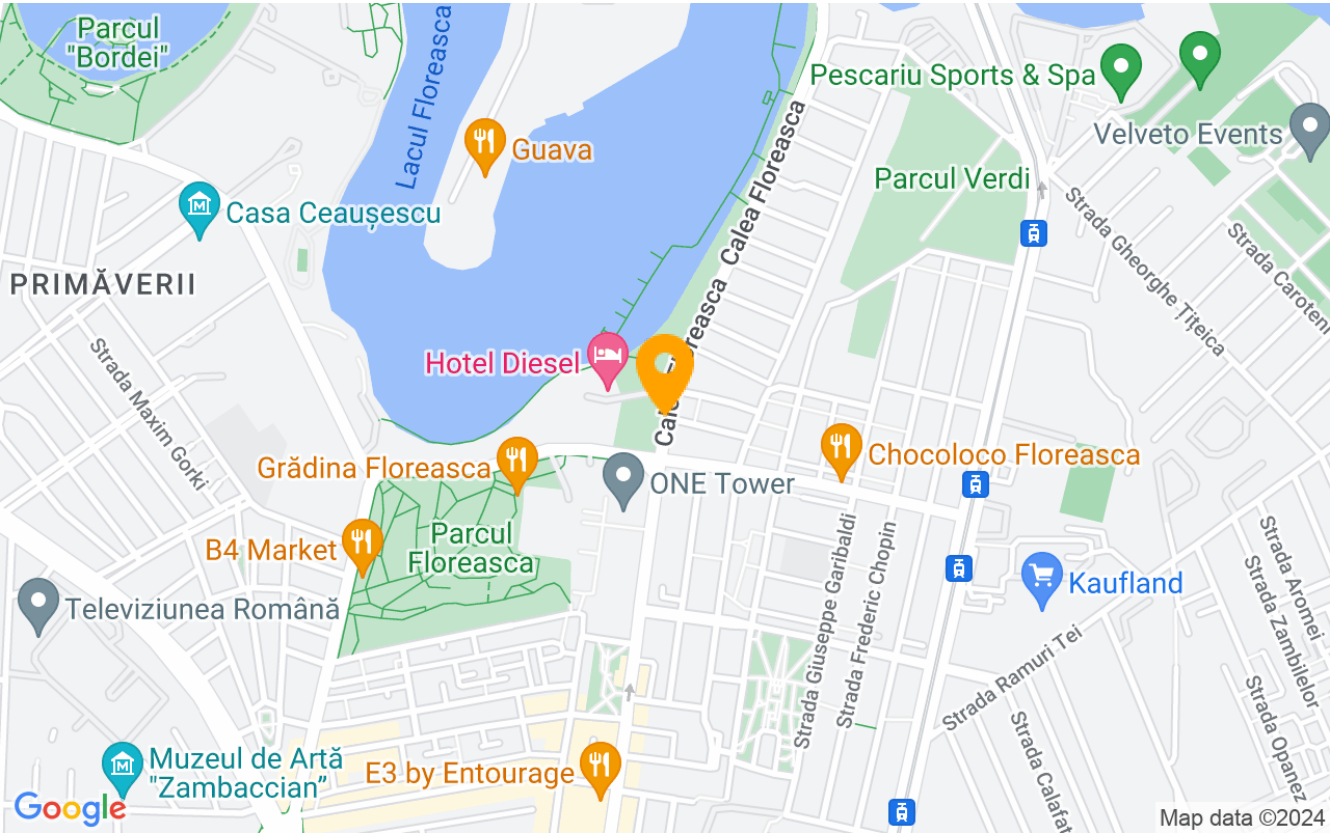 Parcul
"Bordei"
Lacul Floreasca
Pescariu Sports & Spa
Velveto Events
Guava
Calea Floreasca
Parcul Verdi
Casa Ceaușescu
Strada Gheorghe Țițeica
Strada Caroteni
PRIMĂVERII
Calea Floreasca
Strada Maxim Gorki
Hotel Diesel
Grădina Floreasca
Chocoloco Floreasca
ONE Tower
Parcul
Floreasca
B4 Market
Strada Giuseppe Garibaldi
Strada Frederic Chopin
Kaufland
Televiziunea Română
Strada Aromei
Strada Zambilelor
Strada Ramuri Tei
Strada Opanez
Strada Calafat
Muzeul de Artă
"Zambaccian”
E3 by Entourage
Google
Map data ©2024